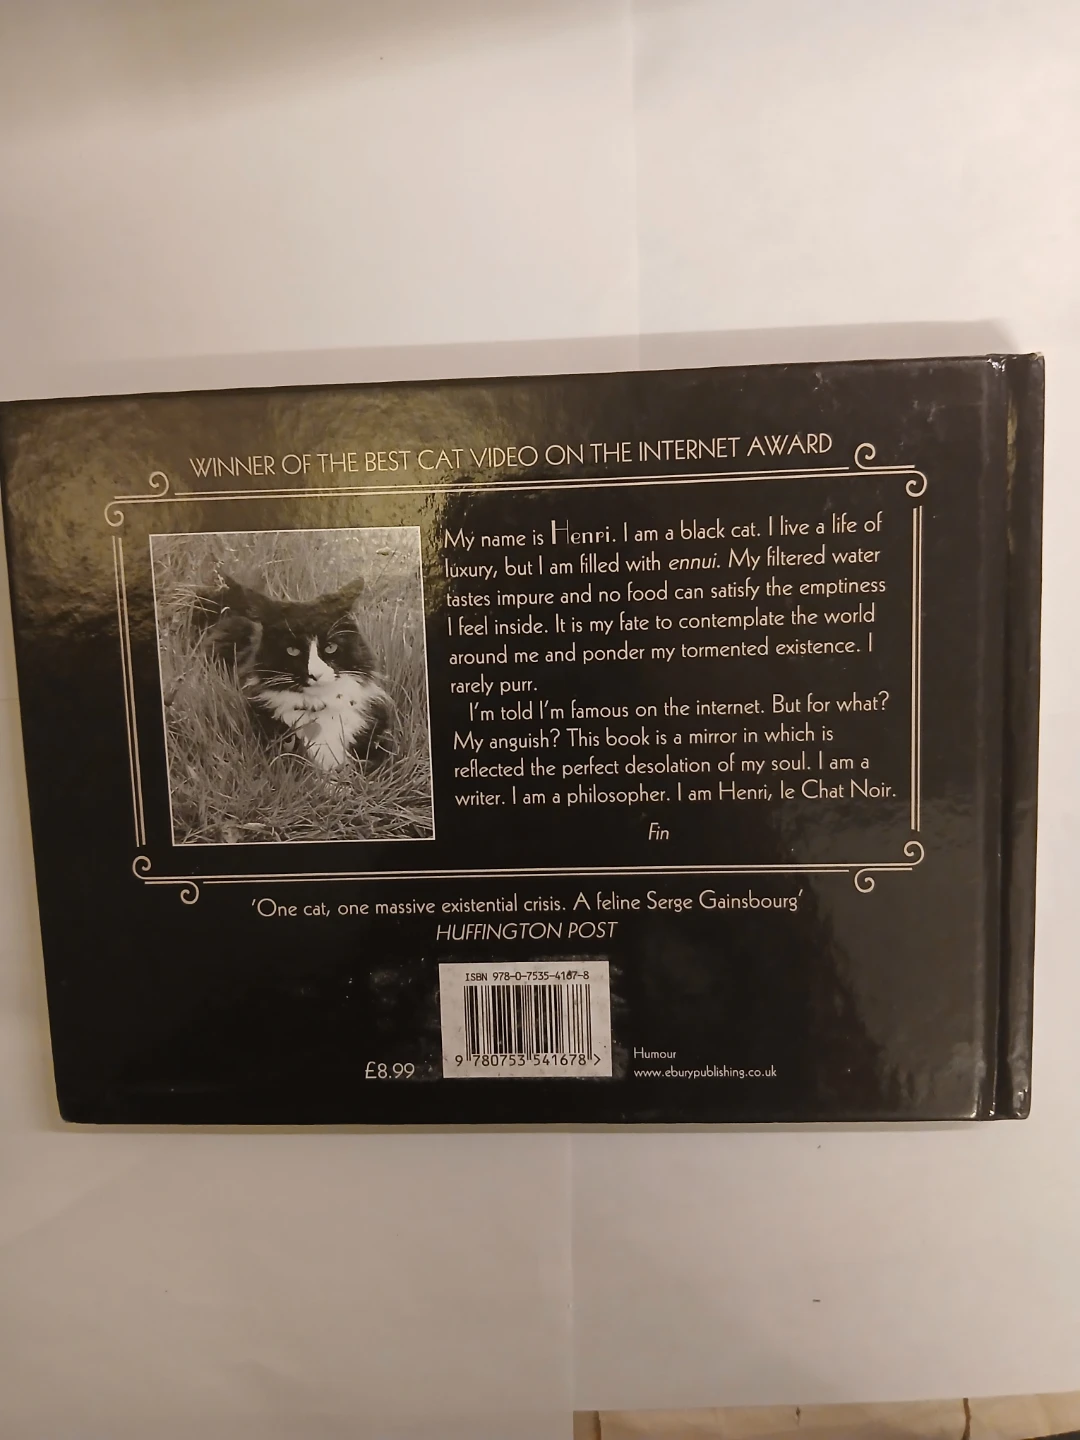 WINNER OF THE BEST CAT VIDEO ON THE INTERNET AWARD
My name is Henri. I am a black cat. I live a life of
luxury, but I am filled with ennui. My filtered water
tastes impure and no food can satisfy the emptiness
I feel inside. It is my fate to contemplate the world
around me and ponder my tormented existence. I
rarely purr.
I'm told I'm famous on the internet. But for what?
My anguish? This book is a mirror in which is
reflected the perfect desolation of my soul. I am a
writer. I am a philosopher. I am Henri, le Chat Noir.
Fin
'One cat, one massive existential crisis. A feline Serge Gainsbourg'
HUFFINGTON POST
ISBN 978-0-7535-4167-8
9 780753 541678 >
£8.99
Humour
www.eburypublishing.co.uk